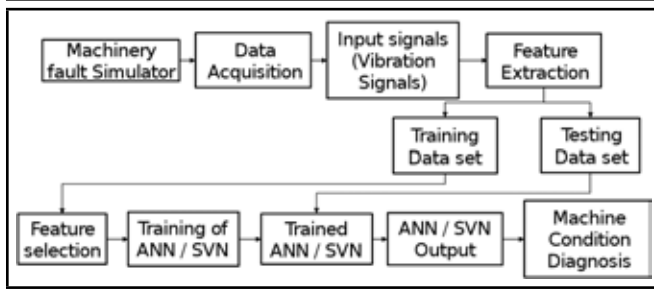 Machinery
fault Simulator
Data
Acquisition
Input signals
(Vibration
Signals)
Feature
Extraction
Training
Data set
Testing
Data set
Feature
selection
Training of
ANN / SVN
Trained
ANN / SVN
ANN / SVN
Output
Machine
Condition
Diagnosis